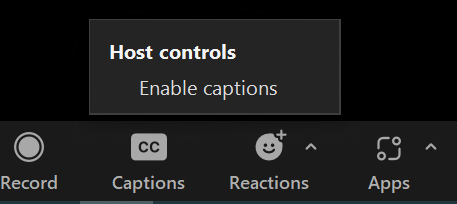 Host controls
Enable captions
CC
Record
Captions
Reactions
Apps